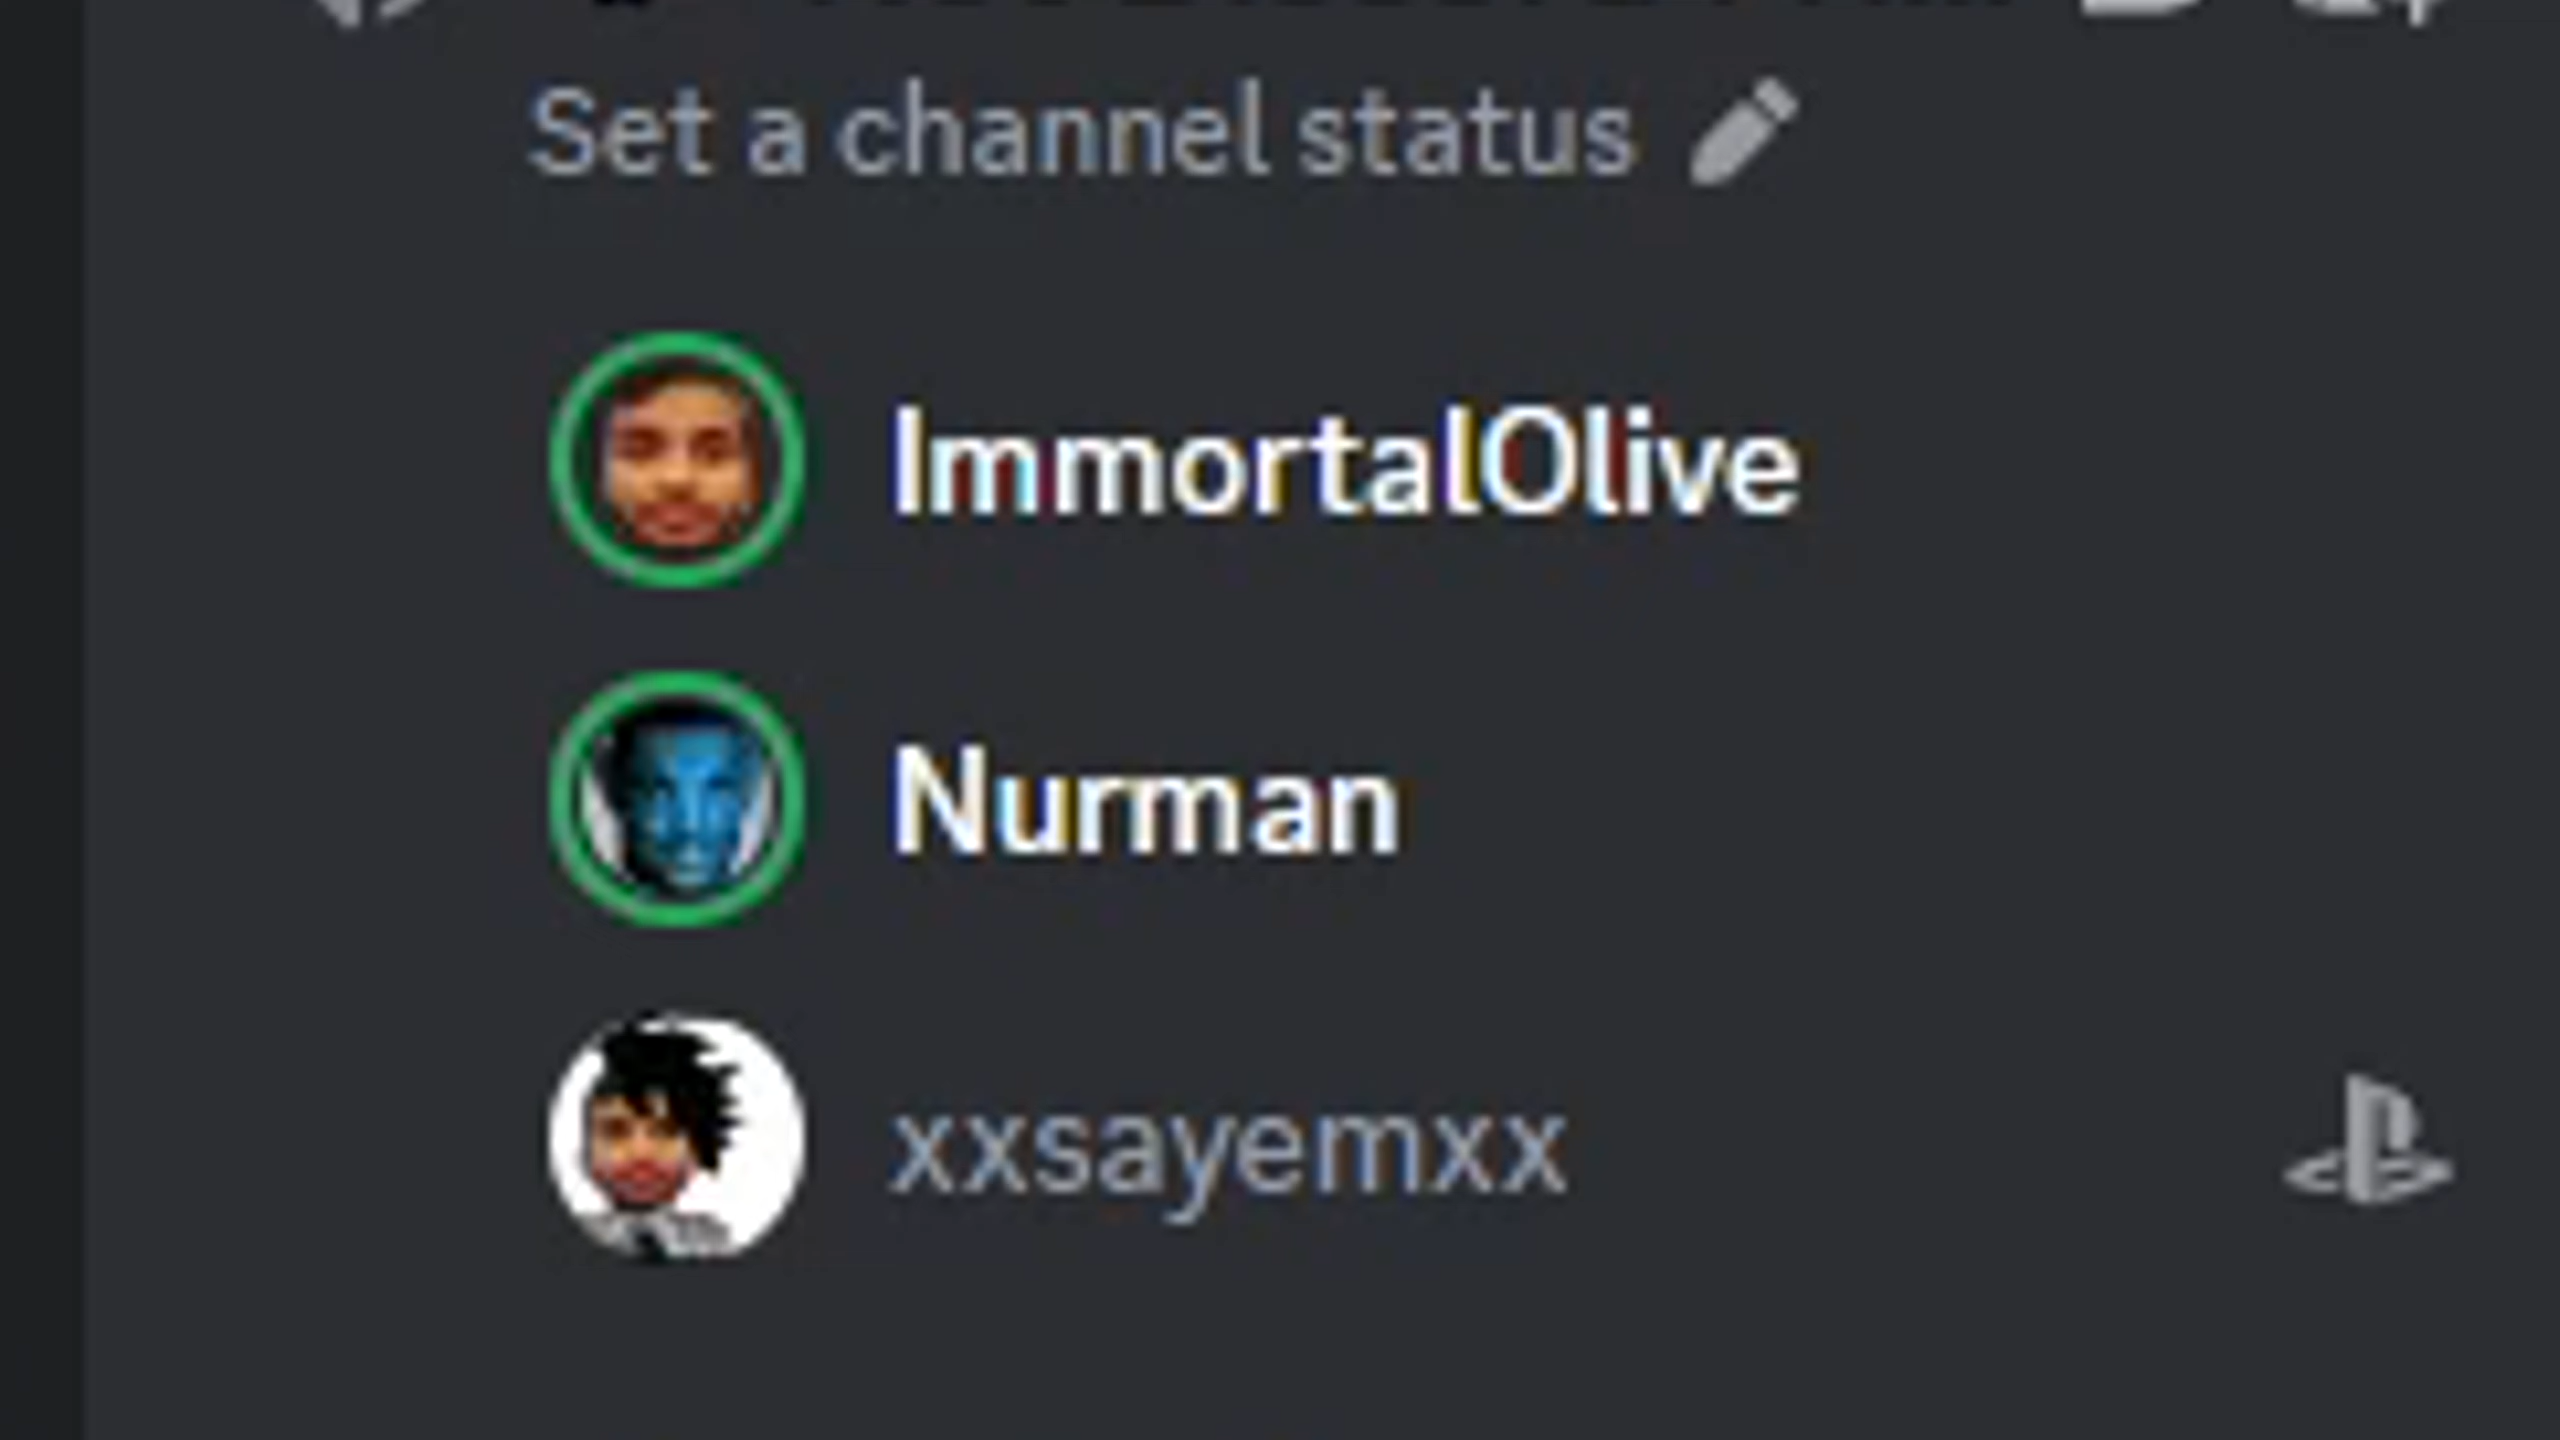 Set a channel status
ImmortalOlive
Nurman
xxsayemxx